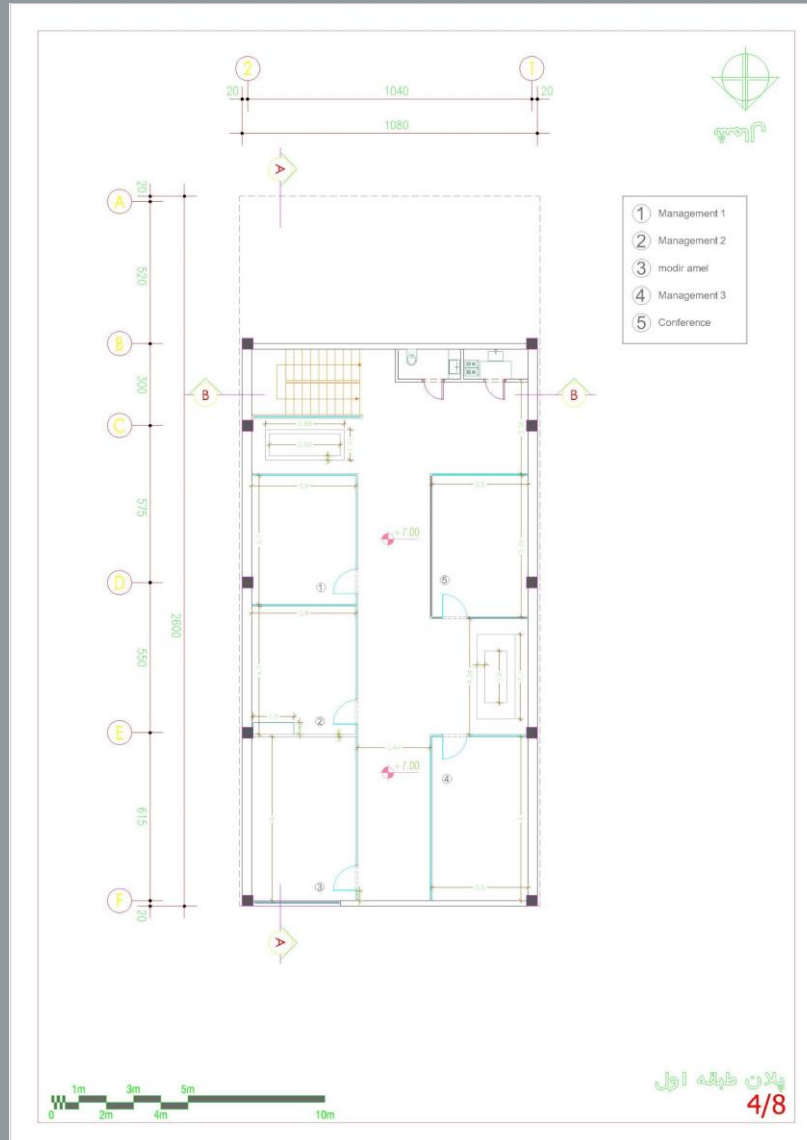 2
1
20
1040
20
1080
شمال
A
20
A
1 Management 1
2 Management 2
3 modir amel
4 Management 3
5 Conference
520
B
300
B
B
C
575
+7.00
5
1
D
2600
550
2
E
+7.00
4
615
3
F
20
A
1m
3m
5m
0
2m
4m
10m
پلان طبقه اول
4/8